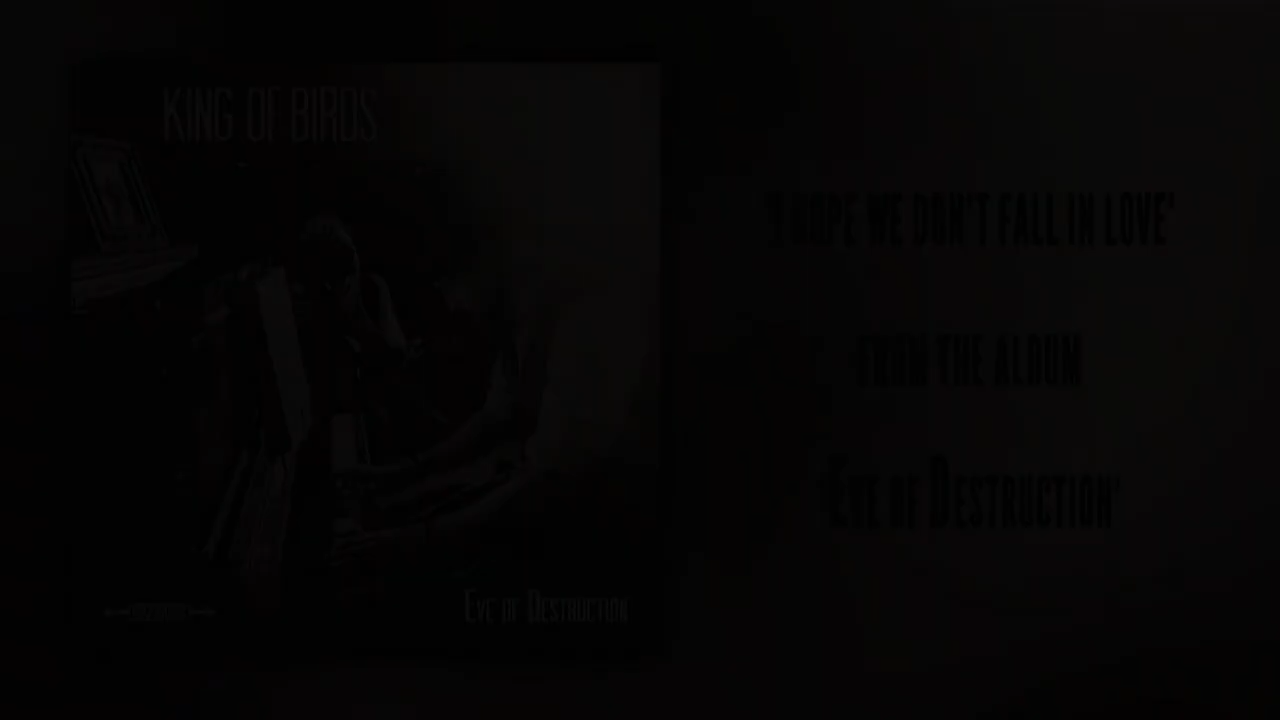 KING OF BIRDS
'I HOPE WE DON'T FALL IN LOVE'
FROM THE ALBUM
'EVE OF DESTRUCTION'
EVE OF DESTRUCTION